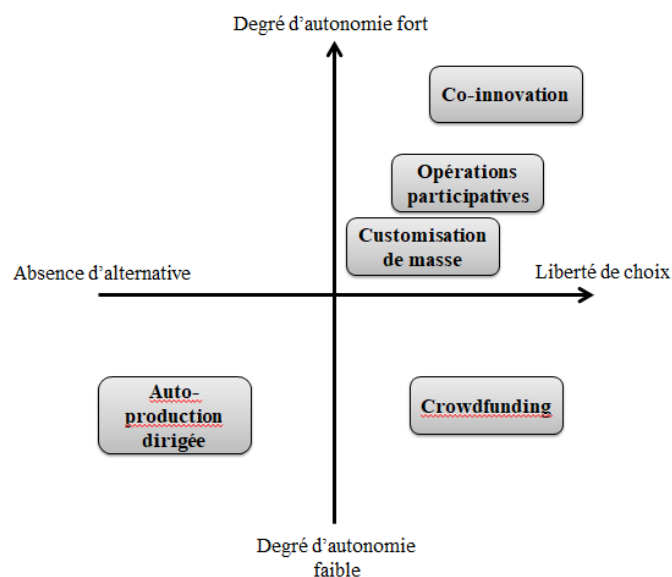 Degré d'autonomie fort
Co-innovation
Opérations
participatives
Customisation
de masse
Absence d'alternative
Liberté de choix
Auto-
production
dirigée
Crowdfunding
Degré d'autonomie
faible